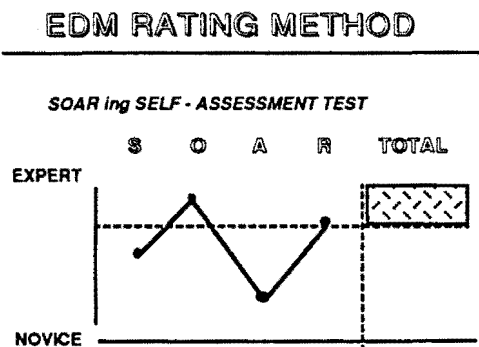 EDM RATING METHOD
SOAR ing SELF - ASSESSMENT TEST
S O A R TOTAL
EXPERT
NOVICE